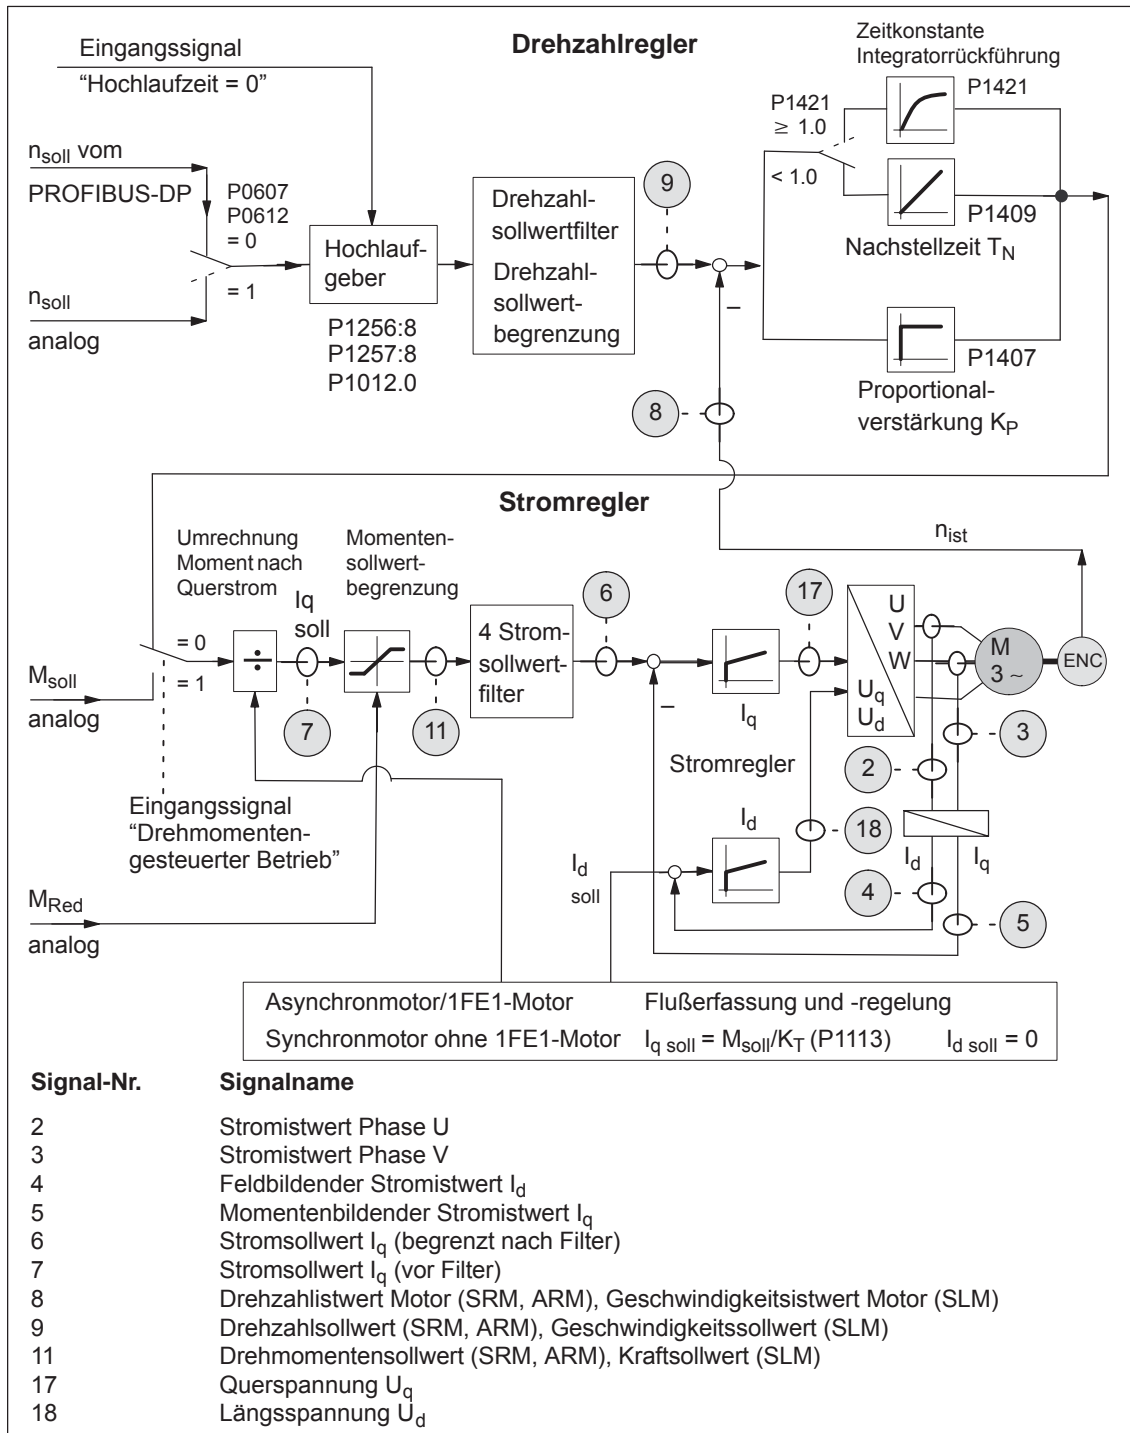 Drehzahlregler
Eingangssignal
“Hochlaufzeit = 0”
Zeitkonstante
Integratorrückführung
P1421
P1421
≥ 1.0
< 1.0
n_soll vom
PROFIBUS-DP
P0607
P0612
= 0
= 1
n_soll
analog
Hochlauf-
geber
P1256:8
P1257:8
P1012.0
Drehzahl-
sollwertfilter
Drehzahl-
sollwert-
begrenzung
9
–
8
P1409
Nachstellzeit T_N
P1407
Proportional-
verstärkung K_P
Stromregler
n_ist
Umrechnung
Moment nach
Querstrom
Momenten-
sollwert-
begrenzung
Iq
soll
= 0
= 1
M_soll
analog
÷
7
11
4 Strom-
sollwert-
filter
6
–
I_q
17
U
V
W
U_q
U_d
M
3 ~
ENC
3
2
Stromregler
18
I_d
I_d
I_q
4
5
I_d
soll
Eingangssignal
“Drehmomenten-
gesteuerter Betrieb”
M_Red
analog
Asynchronmotor/1FE1-Motor Flußerfassung und -regelung
Synchronmotor ohne 1FE1-Motor I_q soll = M_soll/K_T (P1113) I_d soll = 0
Signal-Nr. Signalname
2 Stromistwert Phase U
3 Stromistwert Phase V
4 Feldbildender Stromistwert I_d
5 Momentenbildender Stromistwert I_q
6 Stromsollwert I_q (begrenzt nach Filter)
7 Stromsollwert I_q (vor Filter)
8 Drehzahlistwert Motor (SRM, ARM), Geschwindigkeitsistwert Motor (SLM)
9 Drehzahlsollwert (SRM, ARM), Geschwindigkeitssollwert (SLM)
11 Drehmomentensollwert (SRM, ARM), Kraftsollwert (SLM)
17 Querspannung U_q
18 Längsspannung U_d